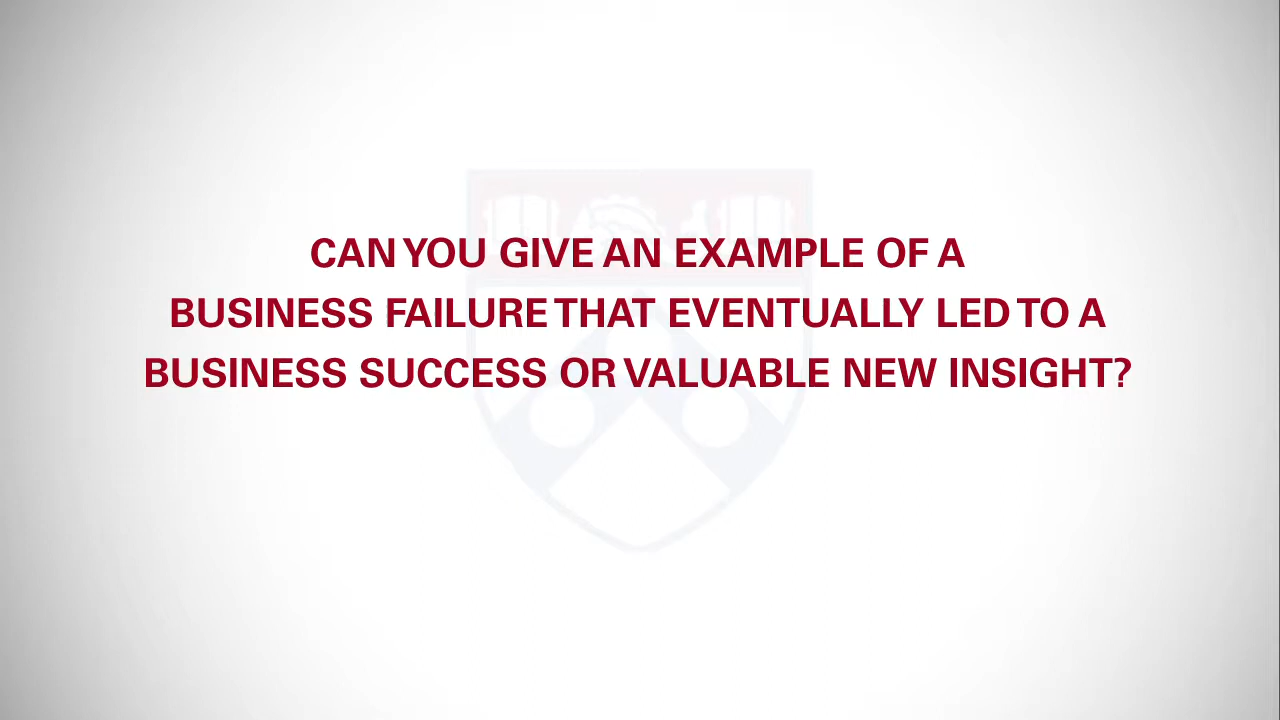 CAN YOU GIVE AN EXAMPLE OF A
BUSINESS FAILURE THAT EVENTUALLY LED TO A
BUSINESS SUCCESS OR VALUABLE NEW INSIGHT?